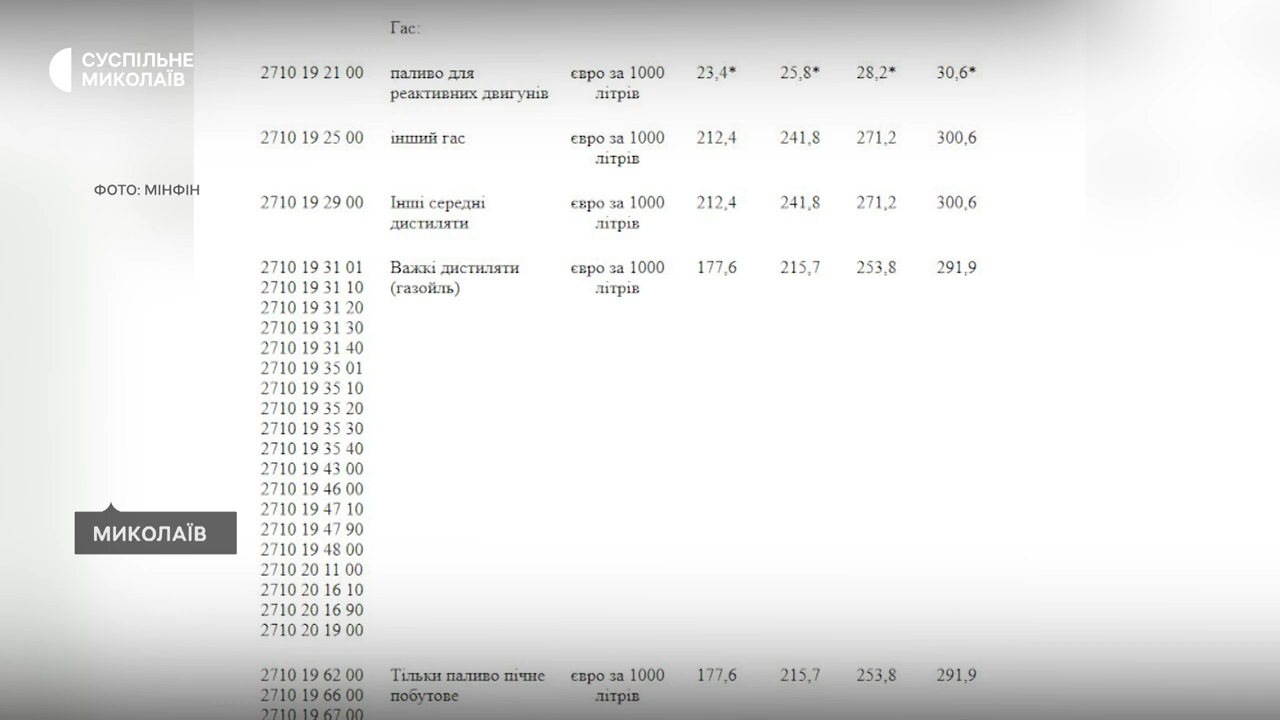 СУСПІЛЬНЕ
МИКОЛАЇВ
ФОТО: МІНФІН
МИКОЛАЇВ
Гас:
2710 19 21 00 паливо для євро за 1000 23,4* 25,8* 28,2* 30,6*
реактивних двигунів літрів
2710 19 25 00 інший гас євро за 1000 212,4 241,8 271,2 300,6
літрів
2710 19 29 00 Інші середні євро за 1000 212,4 241,8 271,2 300,6
дистиляти літрів
2710 19 31 01 Важкі дистиляти євро за 1000 177,6 215,7 253,8 291,9
2710 19 31 10 (газойль) літрів
2710 19 31 20
2710 19 31 30
2710 19 31 40
2710 19 35 01
2710 19 35 10
2710 19 35 20
2710 19 35 30
2710 19 35 40
2710 19 43 00
2710 19 46 00
2710 19 47 10
2710 19 47 90
2710 19 48 00
2710 20 11 00
2710 20 16 10
2710 20 16 90
2710 20 19 00
2710 19 62 00 Тільки паливо пічне євро за 1000 177,6 215,7 253,8 291,9
2710 19 66 00 побутове літрів
2710 19 67 00